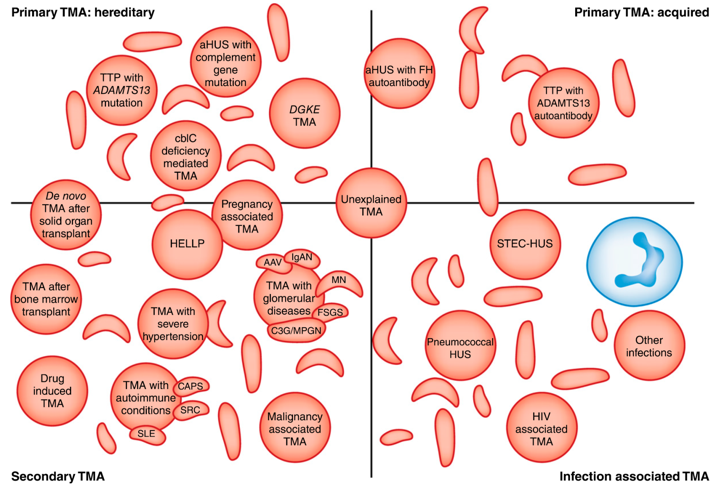 Primary TMA: hereditary
Primary TMA: acquired
aHUS with
complement
gene
mutation
TTP with
ADAMTS13
mutation
DGKE
TMA
cblC
deficiency
mediated
TMA
aHUS with FH
autoantibody
TTP with
ADAMTS13
autoantibody
De novo
TMA after
solid organ
transplant
Pregnancy
associated
TMA
Unexplained
TMA
HELLP
STEC-HUS
AAV
IgAN
MN
FSGS
C3G/MPGN
TMA with
glomerular
diseases
TMA after
bone marrow
transplant
TMA with
severe
hypertension
Pneumococcal
HUS
Other
infections
Drug
induced
TMA
TMA with
autoimmune
conditions
CAPS
SRC
SLE
Malignancy
associated
TMA
HIV
associated
TMA
Secondary TMA
Infection associated TMA